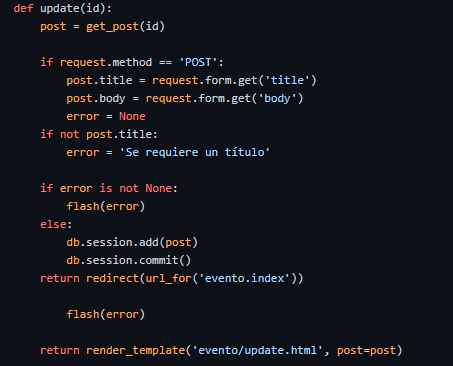 def update(id):
    post = get_post(id)

    if request.method == 'POST':
        post.title = request.form.get('title')
        post.body = request.form.get('body')
        error = None
    if not post.title:
        error = 'Se requiere un título'

    if error is not None:
        flash(error)
    else:
        db.session.add(post)
        db.session.commit()
    return redirect(url_for('evento.index'))

        flash(error)

    return render_template('evento/update.html', post=post)